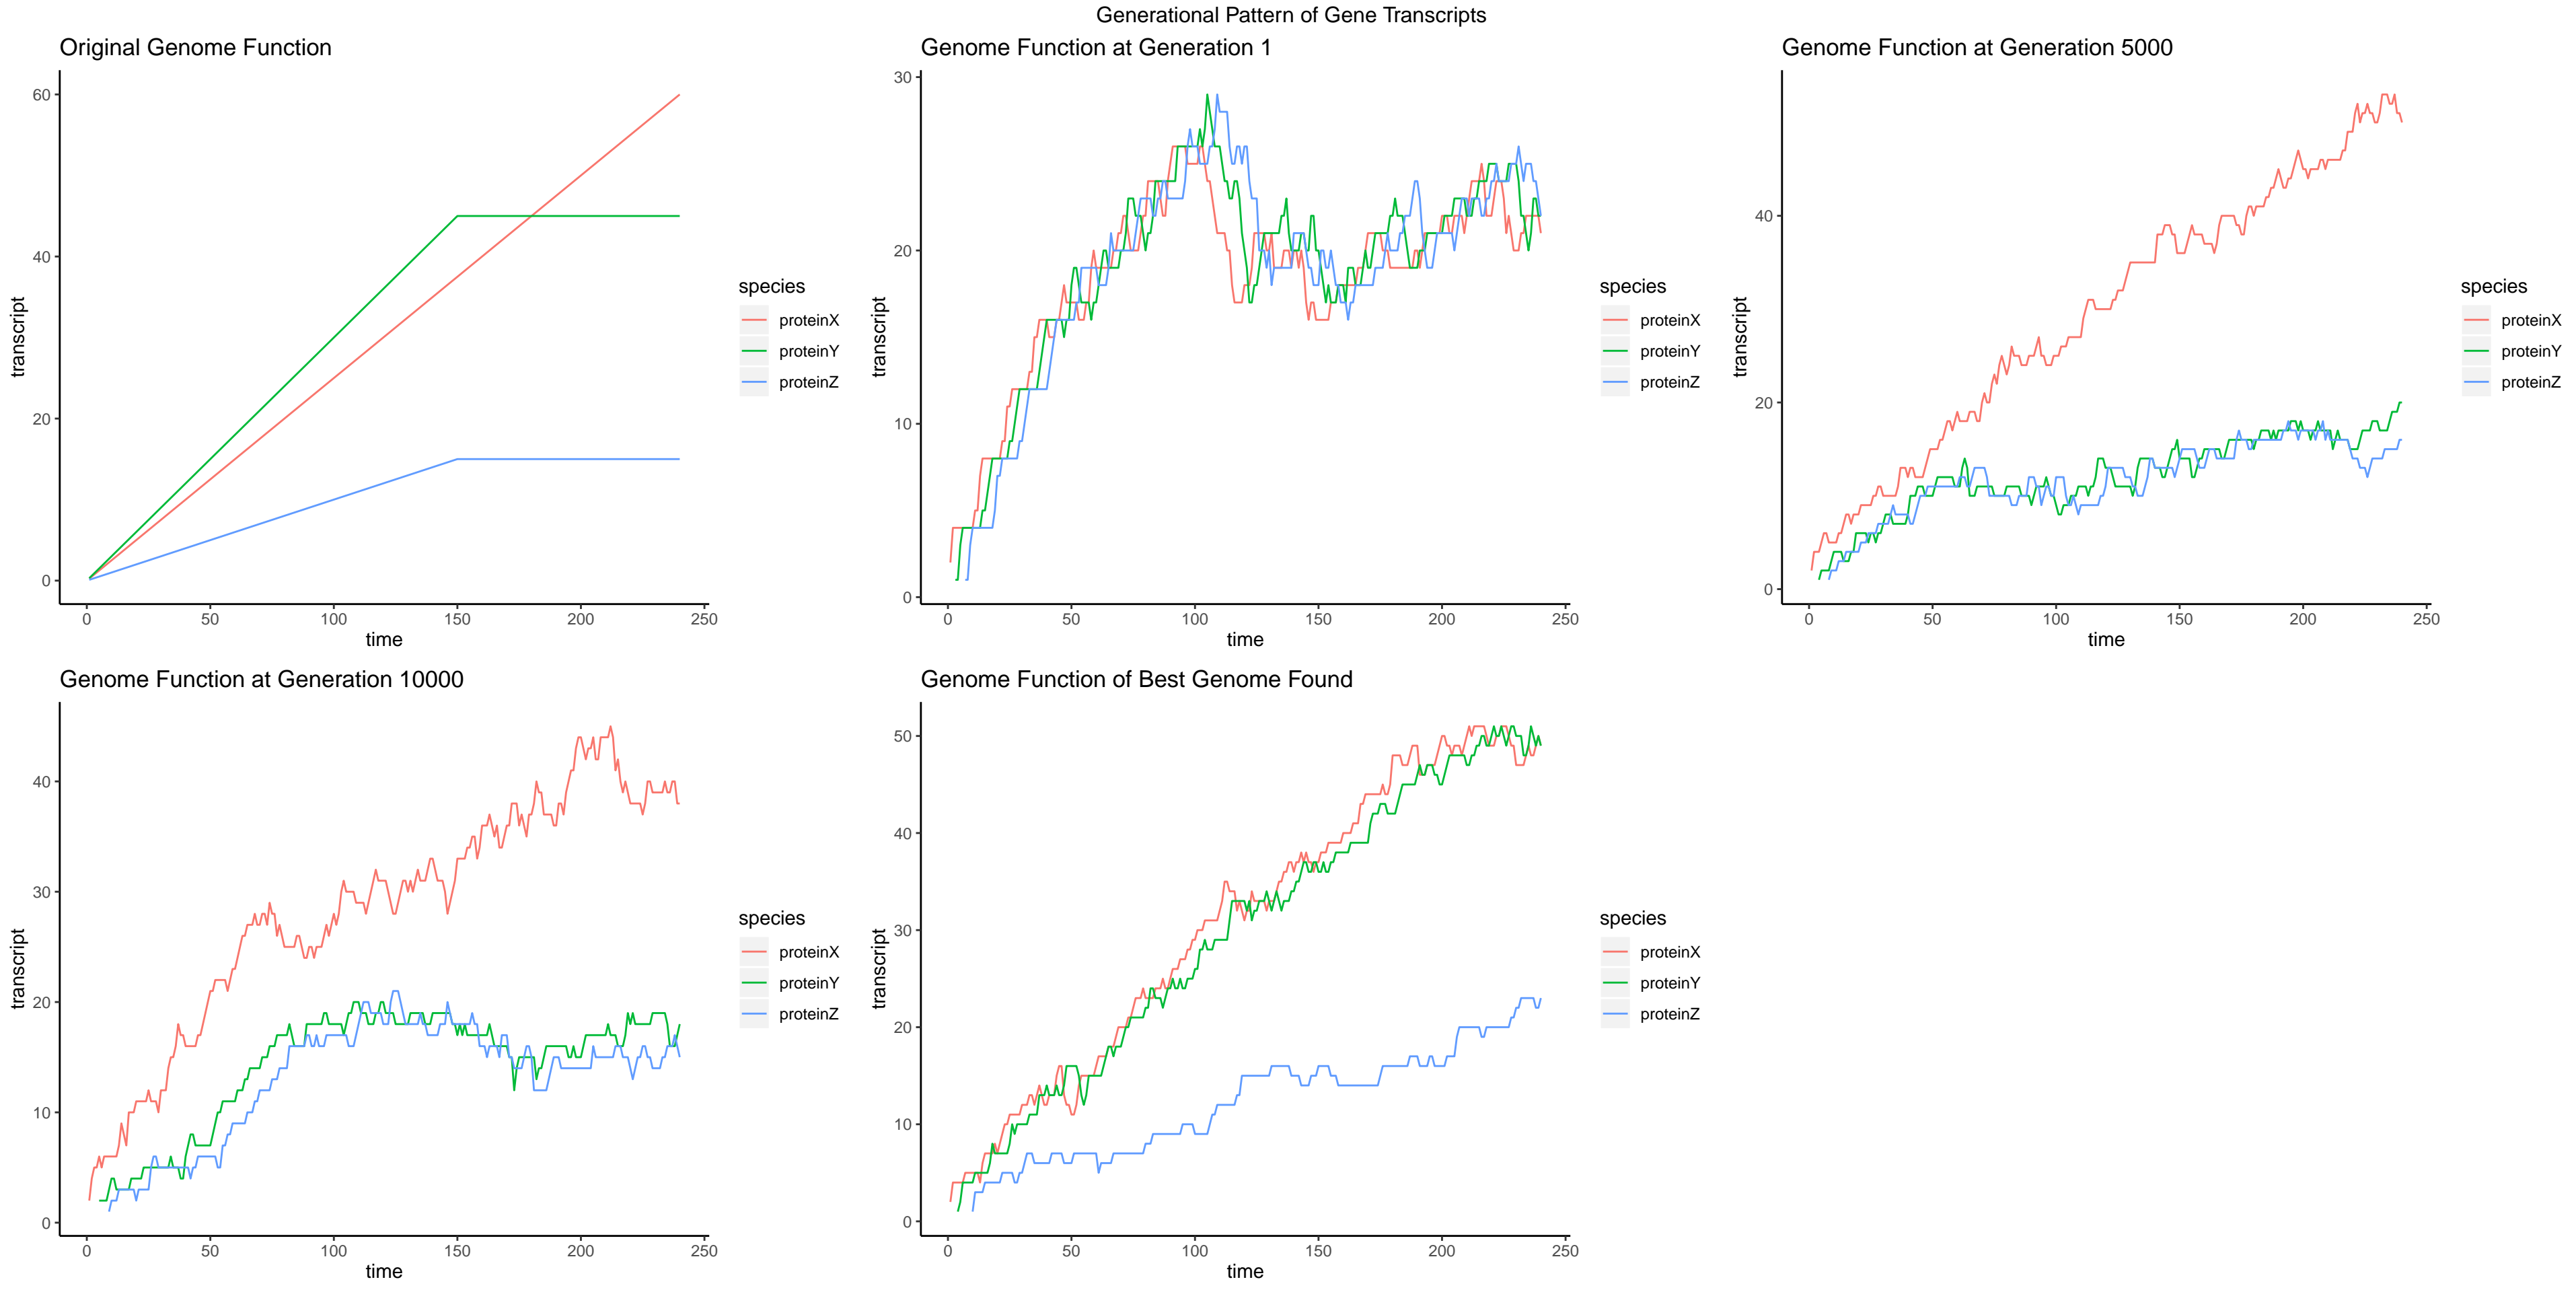 Generational Pattern of Gene Transcripts
Original Genome Function
60
40
20
0
transcript
0 50 100 150 200 250
time
species
proteinX
proteinY
proteinZ
Genome Function at Generation 1
30
20
10
0
transcript
0 50 100 150 200 250
time
species
proteinX
proteinY
proteinZ
Genome Function at Generation 5000
40
20
0
transcript
0 50 100 150 200 250
time
species
proteinX
proteinY
proteinZ
Genome Function at Generation 10000
40
30
20
10
0
transcript
0 50 100 150 200 250
time
species
proteinX
proteinY
proteinZ
Genome Function of Best Genome Found
50
40
30
20
10
0
transcript
0 50 100 150 200 250
time
species
proteinX
proteinY
proteinZ